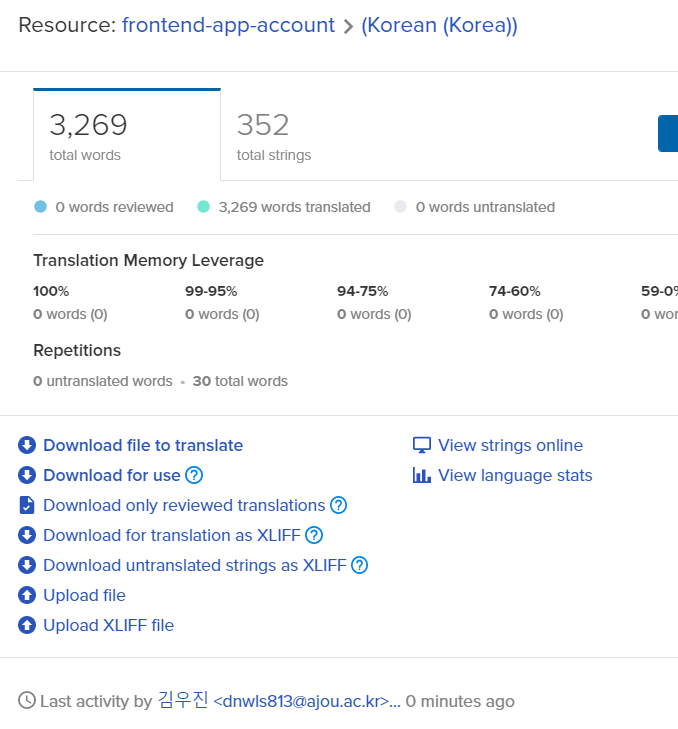 Resource: frontend-app-account > (Korean (Korea))
3,269
total words
352
total strings
0 words reviewed
3,269 words translated
0 words untranslated
Translation Memory Leverage
100%
0 words (0)
99-95%
0 words (0)
94-75%
0 words (0)
74-60%
0 words (0)
59-0%
0 wor
Repetitions
0 untranslated words • 30 total words
Download file to translate
Download for use ?
Download only reviewed translations ?
Download for translation as XLIFF ?
Download untranslated strings as XLIFF ?
Upload file
Upload XLIFF file
View strings online
View language stats
Last activity by 김우진 <dnwls813@ajou.ac.kr>... 0 minutes ago